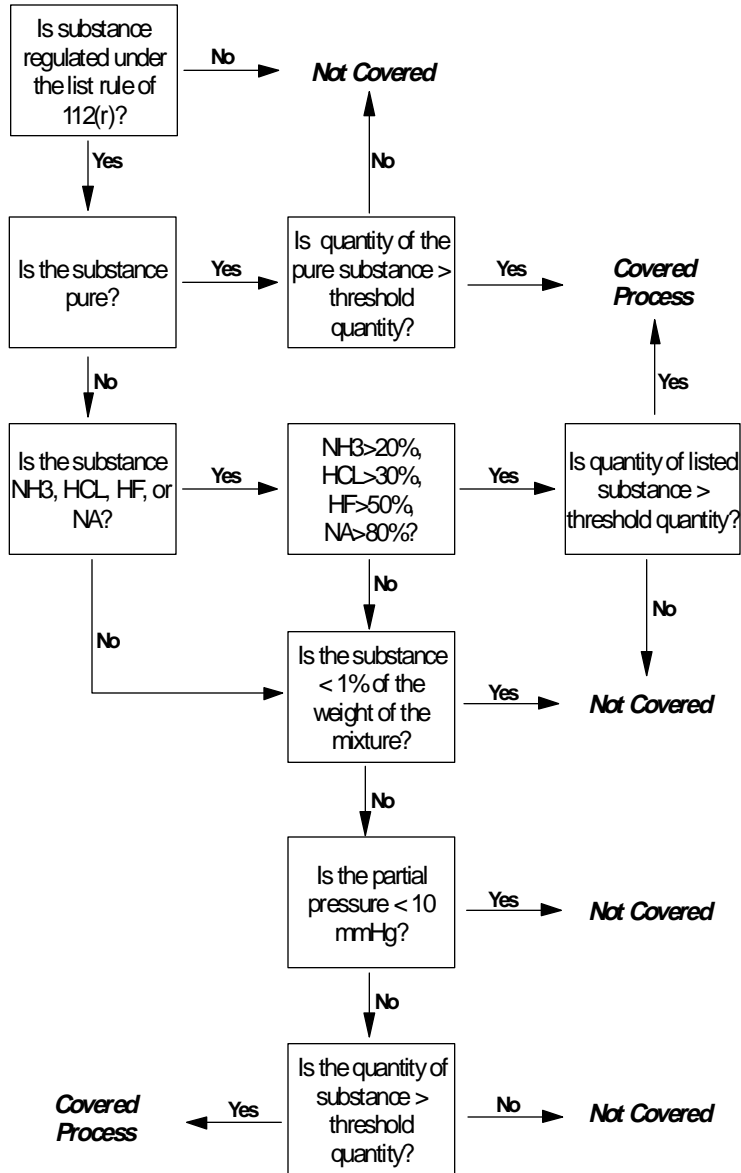 Is substance
regulated under
the list rule of
112(r)?
No
Not Covered
Yes
No
Is the substance
pure?
Yes
Is quantity of the
pure substance >
threshold
quantity?
Yes
Covered
Process
No
Yes
Is the substance
NH3, HCL, HF, or
NA?
Yes
NH3>20%,
HCL>30%,
HF>50%,
NA>80%?
Yes
Is quantity of listed
substance >
threshold quantity?
No
No
No
Is the substance
< 1% of the
weight of the
mixture?
Yes
Not Covered
No
Is the partial
pressure < 10
mmHg?
Yes
Not Covered
No
Covered
Process
Yes
Is the quantity of
substance >
threshold
quantity?
No
Not Covered